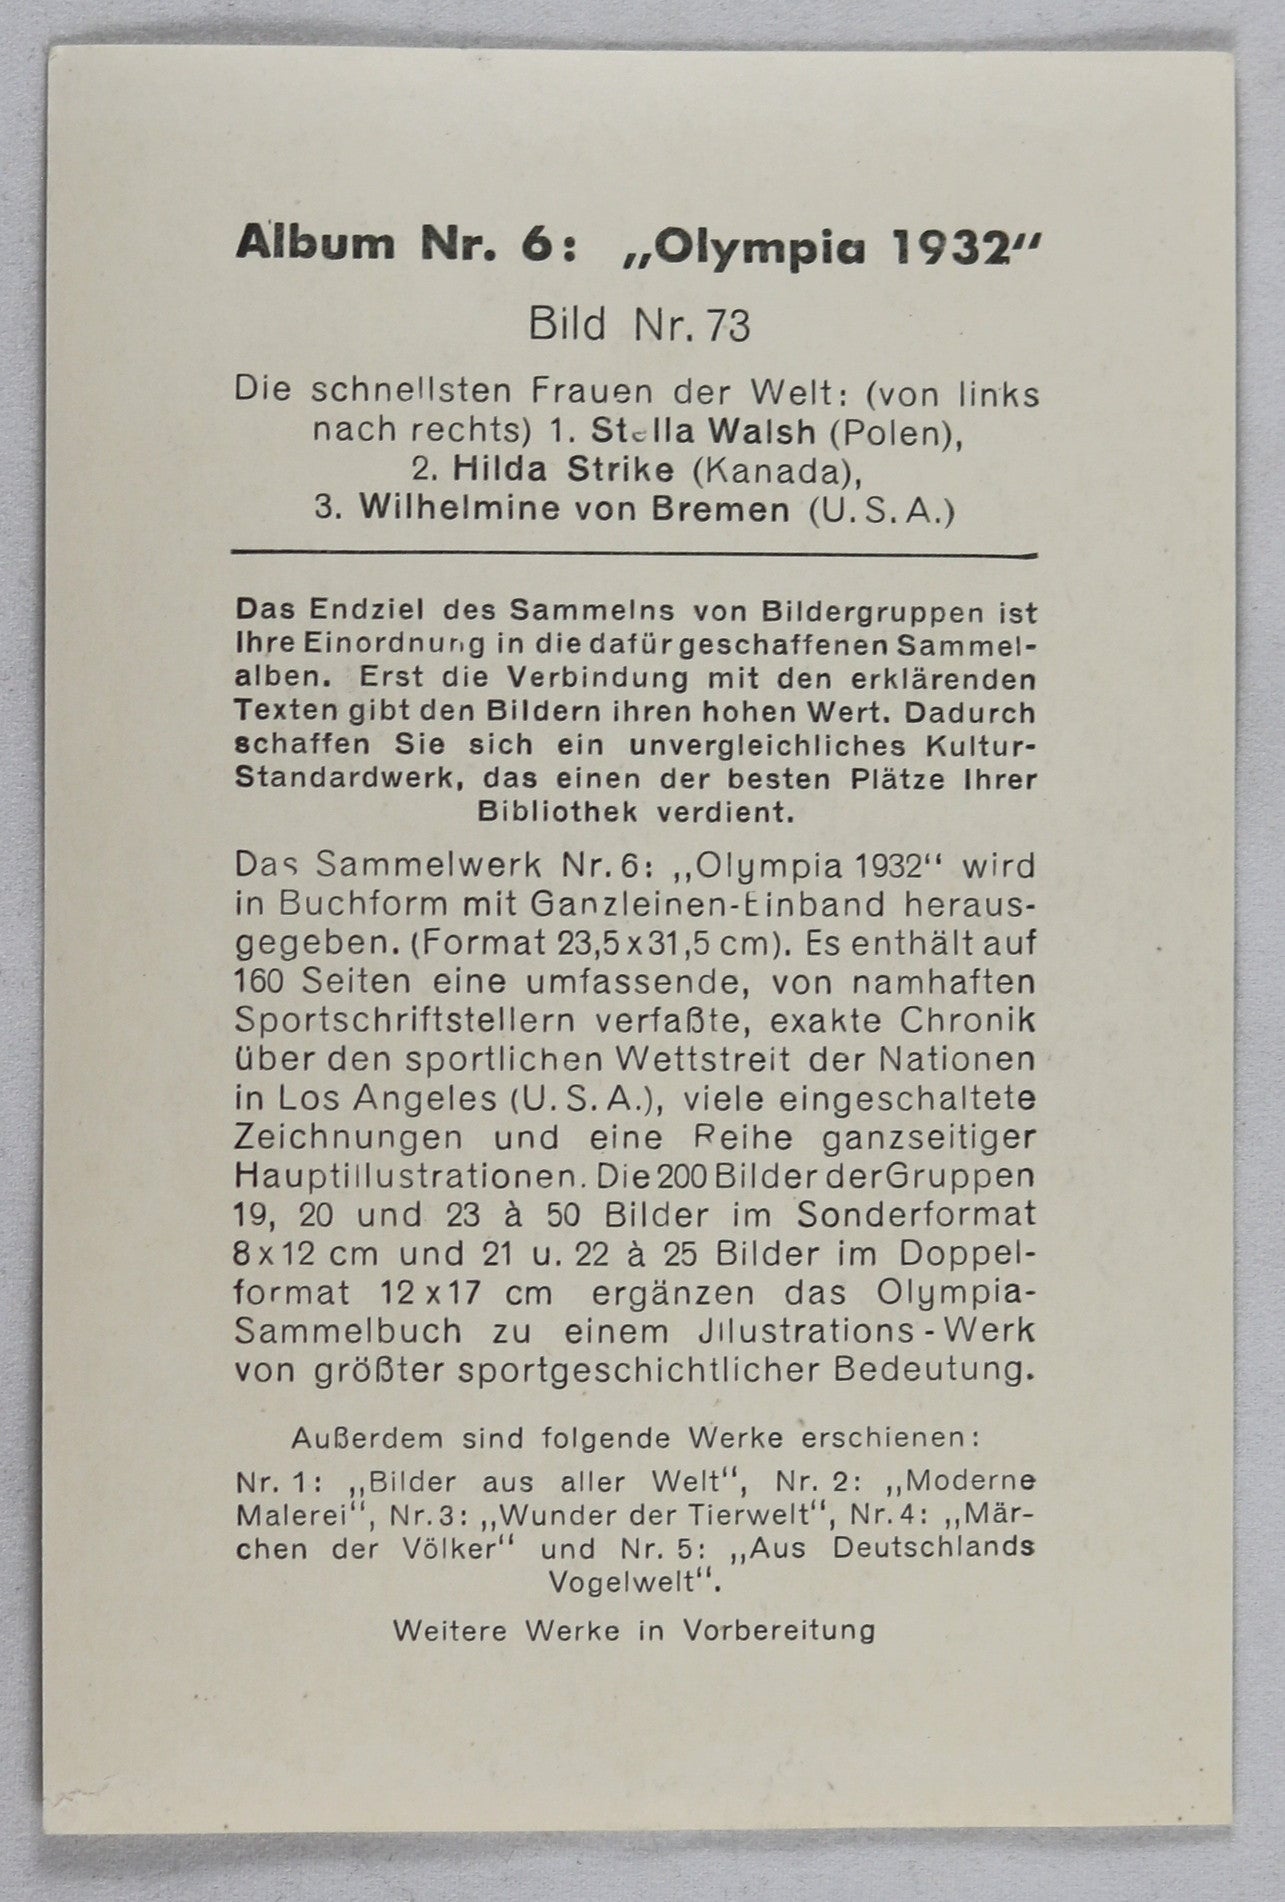 Album Nr. 6: „Olympia 1932“
Bild Nr. 73
Die schnellsten Frauen der Welt: (von links
nach rechts) 1. Stella Walsh (Polen),
2. Hilda Strike (Kanada),
3. Wilhelmine von Bremen (U. S. A.)
Das Endziel des Sammelns von Bildergruppen ist
Ihre Einordnung in die dafür geschaffenen Sammel-
alben. Erst die Verbindung mit den erklärenden
Texten gibt den Bildern ihren hohen Wert. Dadurch
schaffen Sie sich ein unvergleichliches Kultur-
Standardwerk, das einen der besten Plätze Ihrer
Bibliothek verdient.
Das Sammelwerk Nr. 6: „Olympia 1932“ wird
in Buchform mit Ganzleinen-Einband heraus-
gegeben. (Format 23,5 x 31,5 cm). Es enthält auf
160 Seiten eine umfassende, von namhaften
Sportschriftstellern verfaßte, exakte Chronik
über den sportlichen Wettstreit der Nationen
in Los Angeles (U. S. A.), viele eingeschaltete
Zeichnungen und eine Reihe ganzseitiger
Hauptillustrationen. Die 200 Bilder der Gruppen
19, 20 und 23 à 50 Bilder im Sonderformat
8 x 12 cm und 21 u. 22 à 25 Bilder im Doppel-
format 12 x 17 cm ergänzen das Olympia-
Sammelbuch zu einem Jllustrations - Werk
von größter sportgeschichtlicher Bedeutung.
Außerdem sind folgende Werke erschienen:
Nr. 1: „Bilder aus aller Welt“, Nr. 2: „Moderne
Malerei“, Nr. 3: „Wunder der Tierwelt“, Nr. 4: „Mär-
chen der Völker“ und Nr. 5: „Aus Deutschlands
Vogelwelt“.
Weitere Werke in Vorbereitung